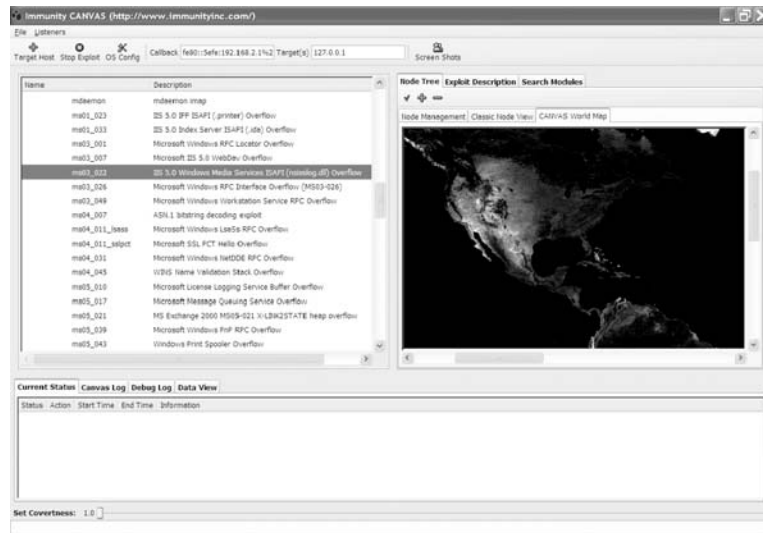 Immunity CANVAS (http://www.immunityinc.com/)
File Listeners
Target Host Stop Exploit OS Config Callback Target(s) 127.0.0.1 Screen Shots
Name Description
mdaemon mdaemon imap
ms01_023 IIS 5.0 IPP ISAPI (.printer) Overflow
ms01_033 IIS 5.0 Index Server ISAPI (.ida) Overflow
ms03_001 Microsoft Windows RPC Locator Overflow
ms03_007 Microsoft IIS 5.0 WebDav Overflow
ms03_022 IIS 5.0 Windows Media Services ISAPI (nsiislog.dll) Overflow
ms03_026 Microsoft Windows RPC Interface Overflow (MS03-026)
ms03_049 Microsoft Windows Workstation Service RPC Overflow
ms04_007 ASN.1 bitstring decoding exploit
ms04_011_lsass Microsoft Windows LseSs RPC Overflow
ms04_011_sslpct Microsoft SSL PCT Hello Overflow
ms04_031 Microsoft Windows NetDDE RPC Overflow
ms04_045 WINS Name Validation Stack Overflow
ms05_010 Microsoft License Logging Service Buffer Overflow
ms05_017 Microsoft Message Queuing Service Overflow
ms05_021 MS Exchange 2000 MS05-021 X-LINK2STATE heap overflow
ms05_039 Microsoft Windows PnP RPC Overflow
ms05_043 Windows Print Spooler Overflow
Node Tree Exploit Description Search Modules
Node Management Classic Node View CANVAS World Map
Current Status Canvas Log Debug Log Data View
Status Action Start Time End Time Information
Set Covertness: 1.0